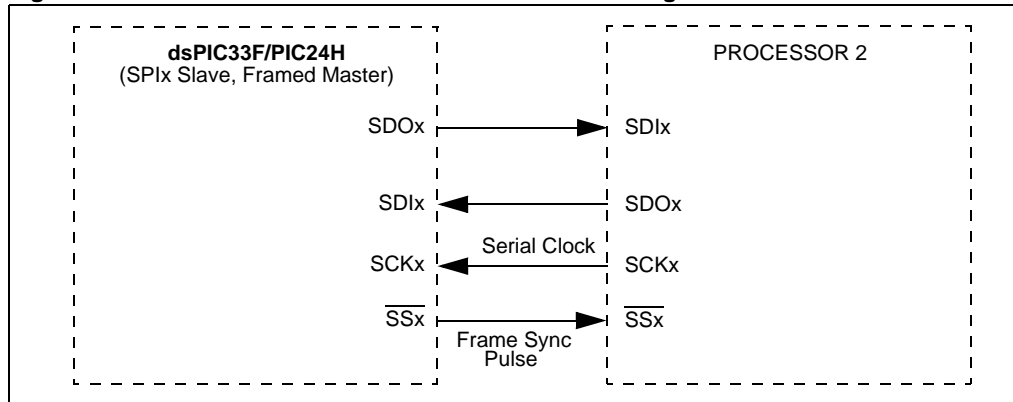 dsPIC33F/PIC24H
(SPIx Slave, Framed Master)
PROCESSOR 2
SDOx
SDIx
SDIx
SDOx
Serial Clock
SCKx
SCKx
SSx
SSx
Frame Sync
Pulse